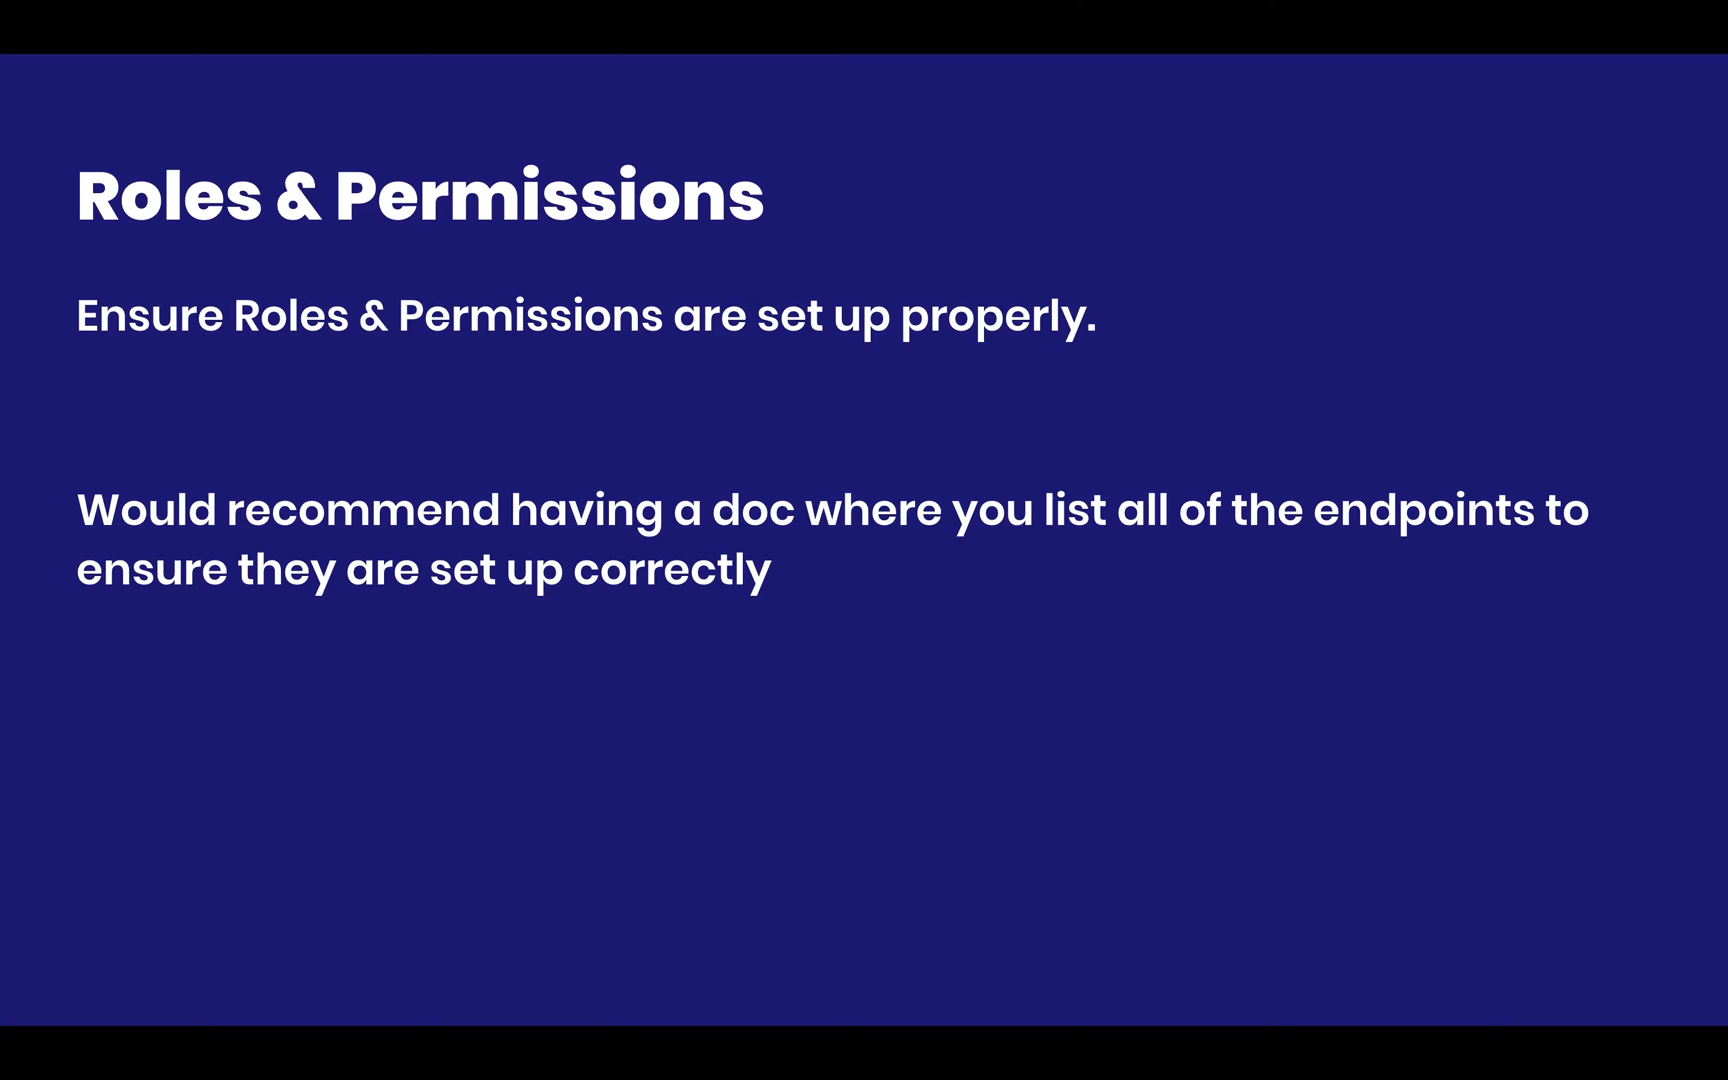 Roles & Permissions
Ensure Roles & Permissions are set up properly.
Would recommend having a doc where you list all of the endpoints to
ensure they are set up correctly